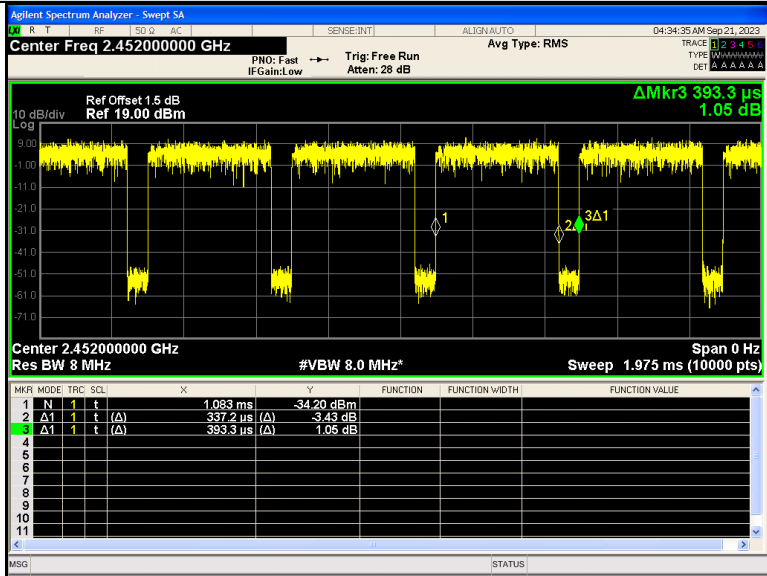 Agilent Spectrum Analyzer - Swept SA
LXI R T RF 50 Ω AC SENSE:INT ALIGN AUTO 04:34:35 AM Sep 21, 2023
Center Freq 2.452000000 GHz Avg Type: RMS TRACE 1 2 3 4 5 6
PNO: Fast Trig: Free Run TYPE W
IFGain:Low Atten: 28 dB DET A A A A A A
ΔMkr3 393.3 µs
1.05 dB
Ref Offset 1.5 dB
10 dB/div Ref 19.00 dBm
Log
9.00
-1.00
-11.0
-21.0
-31.0
-41.0
-51.0
-61.0
-71.0
1
2Δ1
3Δ1
Center 2.452000000 GHz Span 0 Hz
Res BW 8 MHz #VBW 8.0 MHz* Sweep 1.975 ms (10000 pts)
MKR MODE TRC SCL X Y FUNCTION FUNCTION WIDTH FUNCTION VALUE
1 N 1 t 1.083 ms -34.20 dBm
2 Δ1 1 t (Δ) 337.2 µs (Δ) -3.43 dB
3 Δ1 1 t (Δ) 393.3 µs (Δ) 1.05 dB
4
5
6
7
8
9
10
11
MSG STATUS